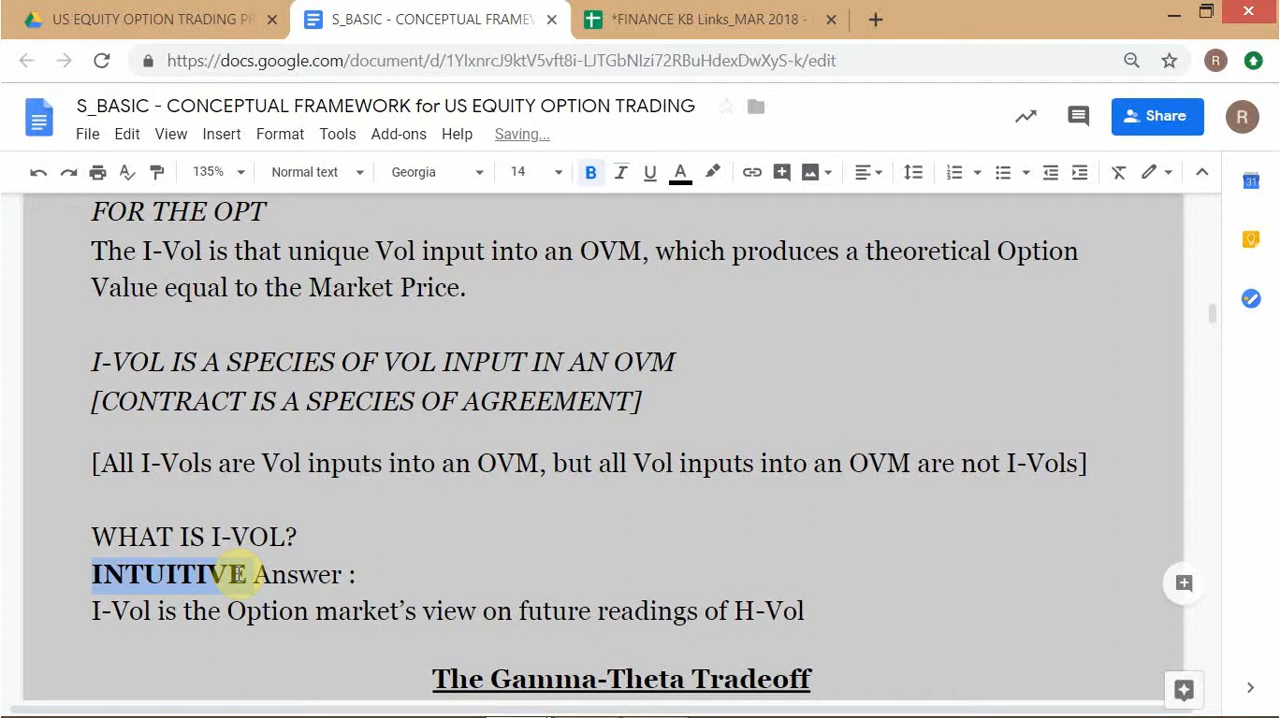 US EQUITY OPTION TRADING PR
S_BASIC - CONCEPTUAL FRAMEW
*FINANCE KB Links_MAR 2018 -
https://docs.google.com/document/d/1YIxnrcJ9ktV5vft8i-LJTGbNIzi72RBuHdexDwXyS-k/edit
R
S_BASIC - CONCEPTUAL FRAMEWORK for US EQUITY OPTION TRADING
File Edit View Insert Format Tools Add-ons Help Saving...
Share
R
135% Normal text Georgia 14 B I U A
31
FOR THE OPT
The I-Vol is that unique Vol input into an OVM, which produces a theoretical Option
Value equal to the Market Price.
I-VOL IS A SPECIES OF VOL INPUT IN AN OVM
[CONTRACT IS A SPECIES OF AGREEMENT]
[All I-Vols are Vol inputs into an OVM, but all Vol inputs into an OVM are not I-Vols]
WHAT IS I-VOL?
INTUITIVE Answer :
I-Vol is the Option market’s view on future readings of H-Vol
The Gamma-Theta Tradeoff